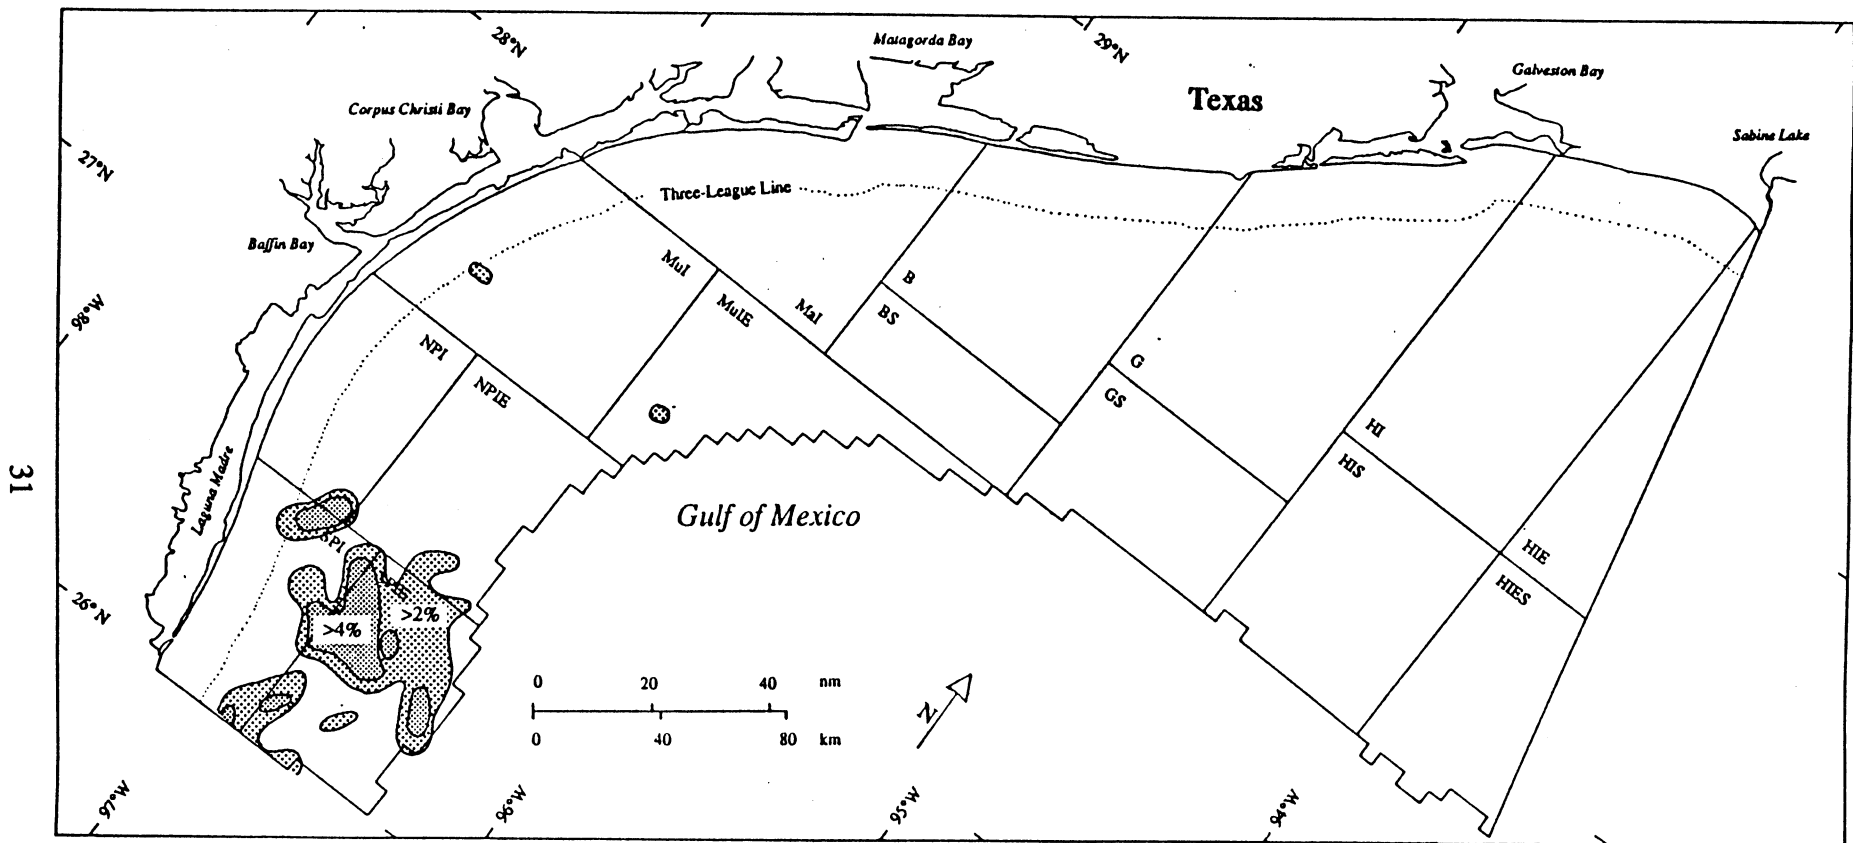 28°N
Matagorda Bay
29°N
Galveston Bay
Texas
Corpus Christi Bay
Sabine Lake
27°N
Three-League Line
Baffin Bay
MuI
B
98°W
MuIE
MaI
BS
NPI
G
NPIE
GS
HI
HIS
Laguna Madre
31
Gulf of Mexico
SPI
HIE
HIES
26°N
>2%
>4%
0 20 40 nm
0 40 80 km
N
97°W
96°W
95°W
94°W